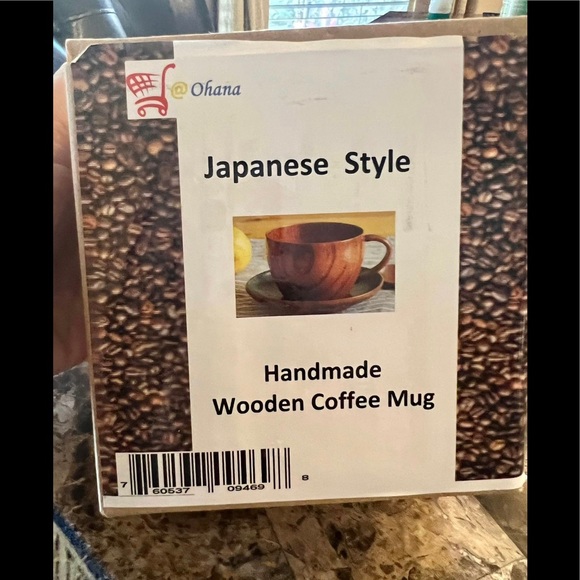 @ Ohana
Japanese Style
Handmade
Wooden Coffee Mug
7 60537 09469 8